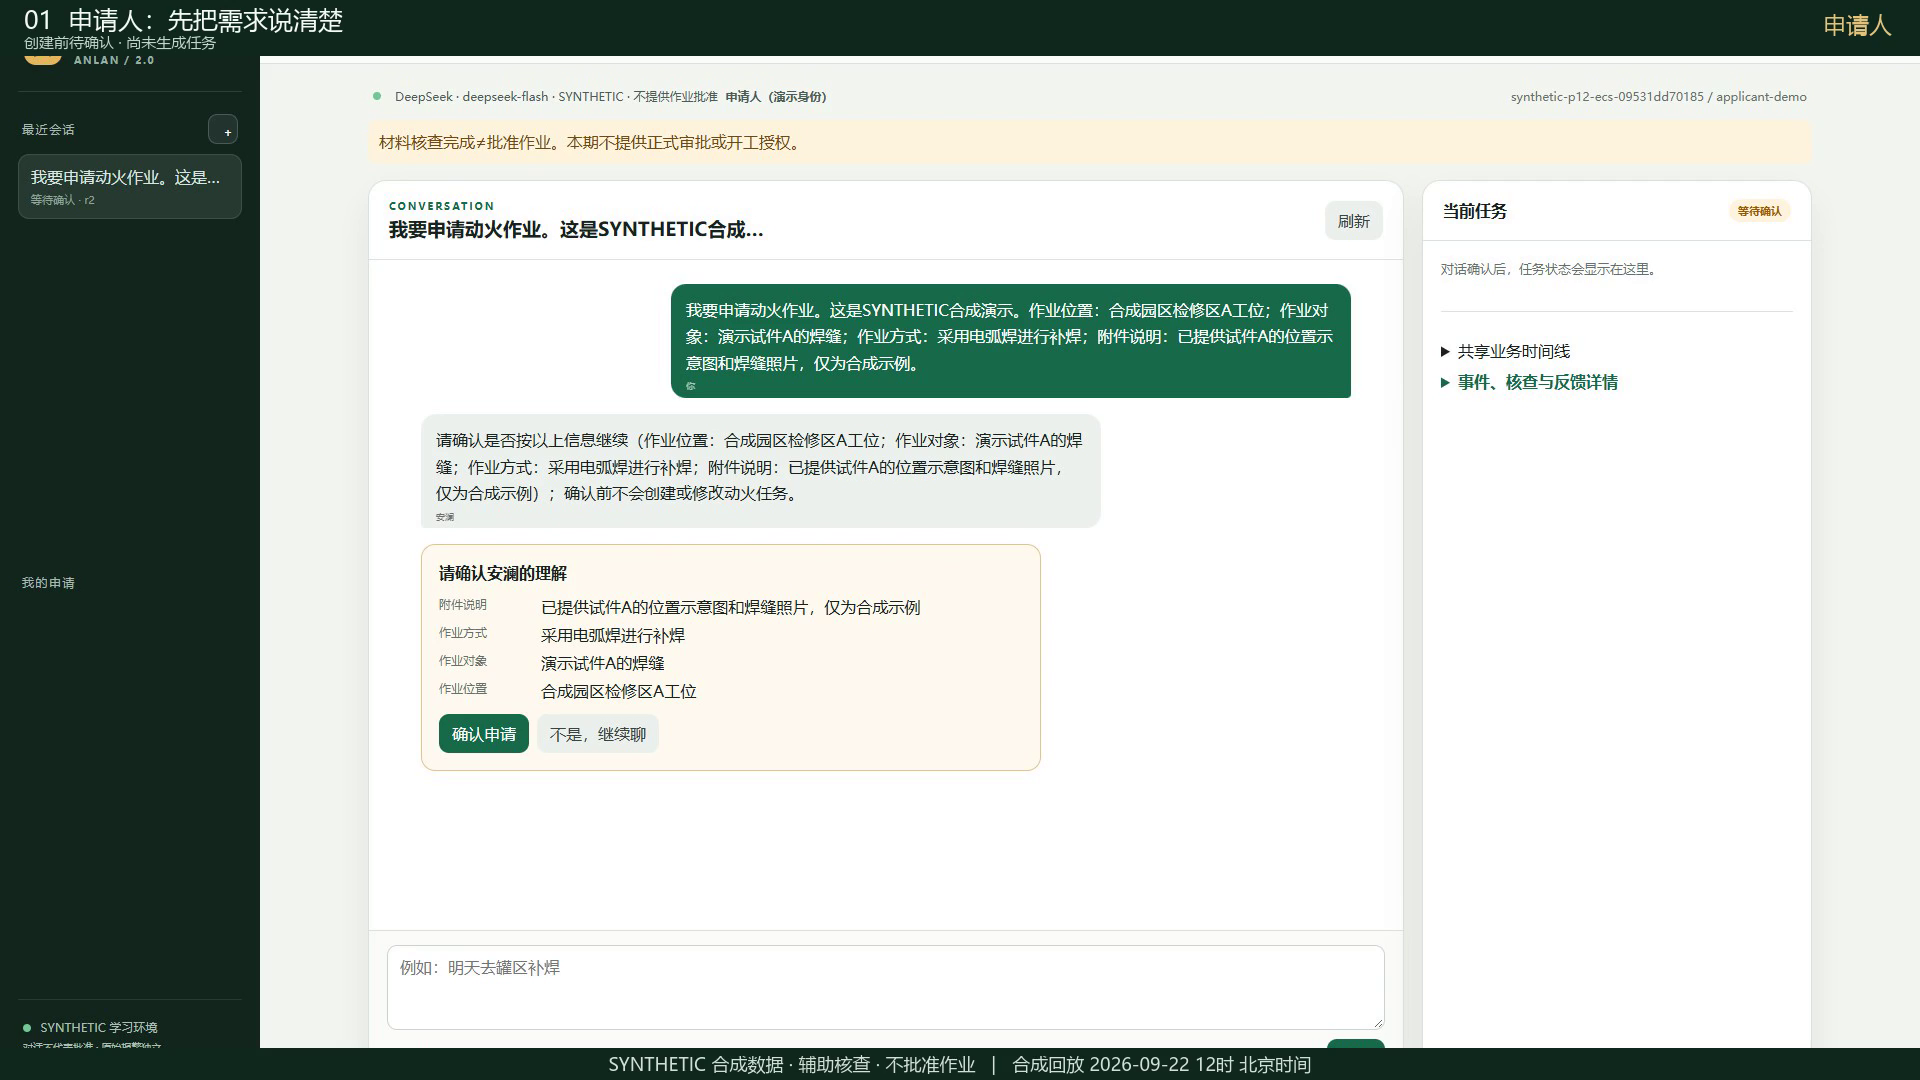 01 申请人：先把需求说清楚
创建前待确认 · 尚未生成任务
申请人
ANLAN / 2.0
最近会话
+
我要申请动火作业。这是...
等待确认 · r2
我的申请
SYNTHETIC 学习环境
DeepSeek · deepseek-flash · SYNTHETIC · 不提供作业批准 申请人（演示身份）
synthetic-p12-ecs-09531dd70185 / applicant-demo
材料核查完成≠批准作业。本期不提供正式审批或开工授权。
CONVERSATION
我要申请动火作业。这是SYNTHETIC合成...
刷新
我要申请动火作业。这是SYNTHETIC合成演示。作业位置：合成园区检修区A工位；作业对
象：演示试件A的焊缝；作业方式：采用电弧焊进行补焊；附件说明：已提供试件A的位置示
意图和焊缝照片，仅为合成示例。
你
请确认是否按以上信息继续（作业位置：合成园区检修区A工位；作业对象：演示试件A的焊
缝；作业方式：采用电弧焊进行补焊；附件说明：已提供试件A的位置示意图和焊缝照片，
仅为合成示例）；确认前不会创建或修改动火任务。
安澜
请确认安澜的理解
附件说明 已提供试件A的位置示意图和焊缝照片，仅为合成示例
作业方式 采用电弧焊进行补焊
作业对象 演示试件A的焊缝
作业位置 合成园区检修区A工位
确认申请
不是，继续聊
例如：明天去罐区补焊
当前任务
等待确认
对话确认后，任务状态会显示在这里。
▶ 共享业务时间线
▶ 事件、核查与反馈详情
SYNTHETIC 合成数据 · 辅助核查 · 不批准作业 | 合成回放 2026-09-22 12时 北京时间